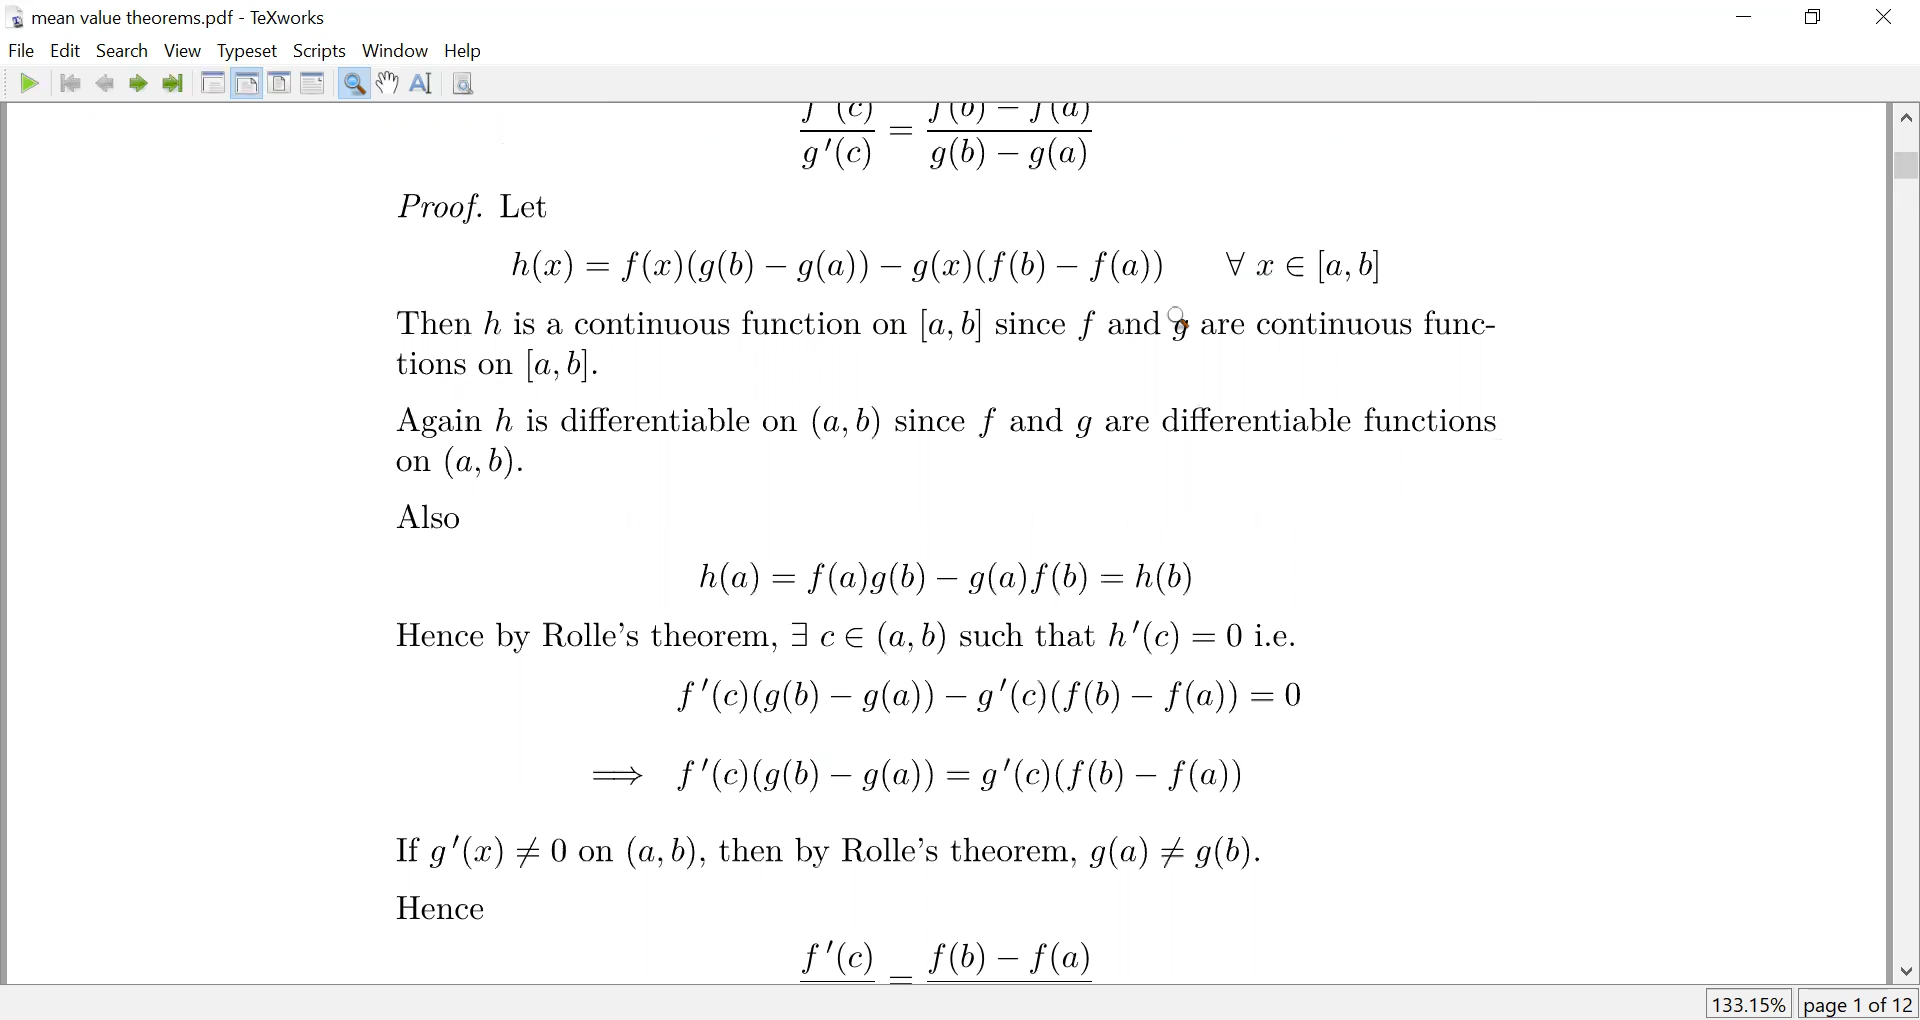 mean value theorems.pdf - TeXworks
File Edit Search View Typeset Scripts Window Help
f′(c)/g′(c) = (f(b) − f(a))/(g(b) − g(a))
Proof. Let
h(x) = f(x)(g(b) − g(a)) − g(x)(f(b) − f(a)) ∀ x ∈ [a, b]
Then h is a continuous function on [a, b] since f and g are continuous func-
tions on [a, b].
Again h is differentiable on (a, b) since f and g are differentiable functions
on (a, b).
Also
h(a) = f(a)g(b) − g(a)f(b) = h(b)
Hence by Rolle's theorem, ∃ c ∈ (a, b) such that h′(c) = 0 i.e.
f′(c)(g(b) − g(a)) − g′(c)(f(b) − f(a)) = 0
⟹ f′(c)(g(b) − g(a)) = g′(c)(f(b) − f(a))
If g′(x) ≠ 0 on (a, b), then by Rolle's theorem, g(a) ≠ g(b).
Hence
f′(c) = f(b) − f(a)
133.15% page 1 of 12